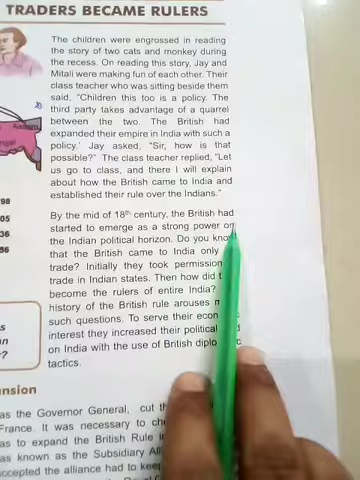 TRADERS BECAME RULERS
The children were engrossed in reading
the story of two cats and monkey during
the recess. On reading this story, Jay and
Mitali were making fun of each other. Their
class teacher who was sitting beside them
said, "Children this too is a policy. The
third party takes advantage of a quarrel
between the two. The British had
expanded their empire in India with such a
policy.' Jay asked, "Sir, how is that
possible?" The class teacher replied, "Let
us go to class, and there I will explain
about how the British came to India and
established their rule over the Indians."
By the mid of 18th century, the British had
started to emerge as a strong power on
the Indian political horizon. Do you know
that the British came to India only
trade? Initially they took permission
trade in Indian states. Then how did
become the rulers of entire India?
history of the British rule arouses
such questions. To serve their
interest they increased their political
on India with the use of British
tactics.
98
05
36
56
s
n
?
nsion
as the Governor General, cut
France. It was necessary to
as to expand the British Rule
as known as the Subsidiary
accepted the alliance had to keep